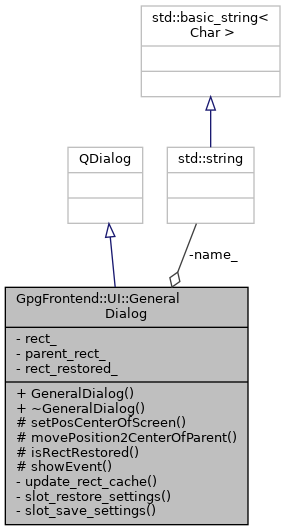 std::basic_string<
Char >
QDialog
std::string
-name_
GpgFrontend::UI::General
Dialog
- rect_
- parent_rect_
- rect_restored_
+ GeneralDialog()
+ ~GeneralDialog()
# setPosCenterOfScreen()
# movePosition2CenterOfParent()
# isRectRestored()
# showEvent()
- update_rect_cache()
- slot_restore_settings()
- slot_save_settings()